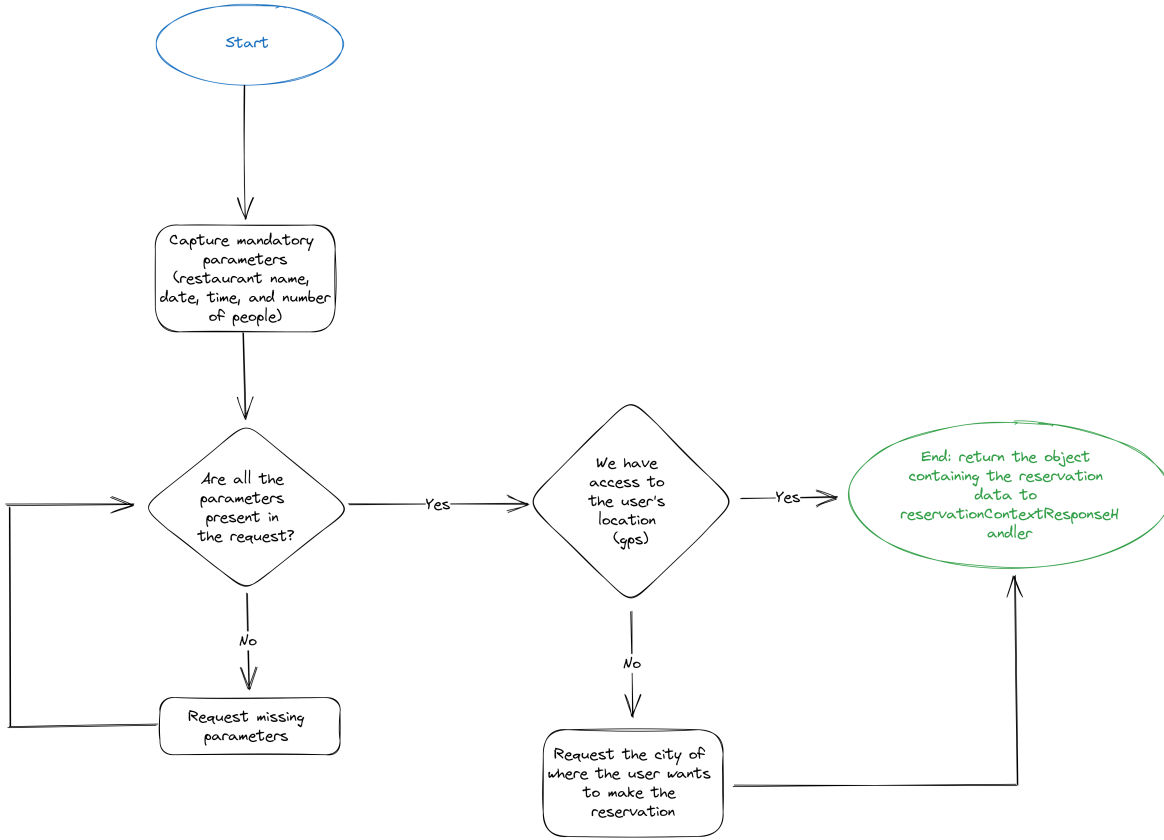 Start
Capture mandatory
parameters
(restaurant name,
date, time, and number
of people)
Are all the
parameters
present in
the request?
Yes
We have
access to
the user's
location
(gps)
Yes
End: return the object
containing the reservation
data to
reservationContextResponseH
andler
No
Request missing
parameters
No
Request the city of
where the user wants
to make the
reservation